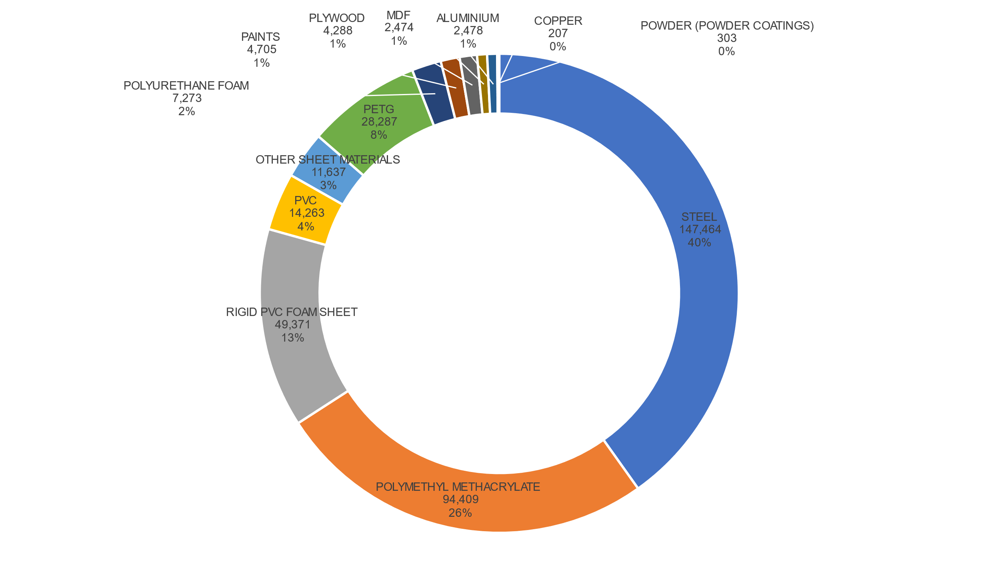 MDF
2,474
1%
PLYWOOD
4,288
1%
ALUMINIUM
2,478
1%
COPPER
207
0%
POWDER (POWDER COATINGS)
303
0%
PAINTS
4,705
1%
POLYURETHANE FOAM
7,273
2%
PETG
28,287
8%
OTHER SHEET MATERIALS
11,637
3%
PVC
14,263
4%
STEEL
147,464
40%
RIGID PVC FOAM SHEET
49,371
13%
POLYMETHYL METHACRYLATE
94,409
26%